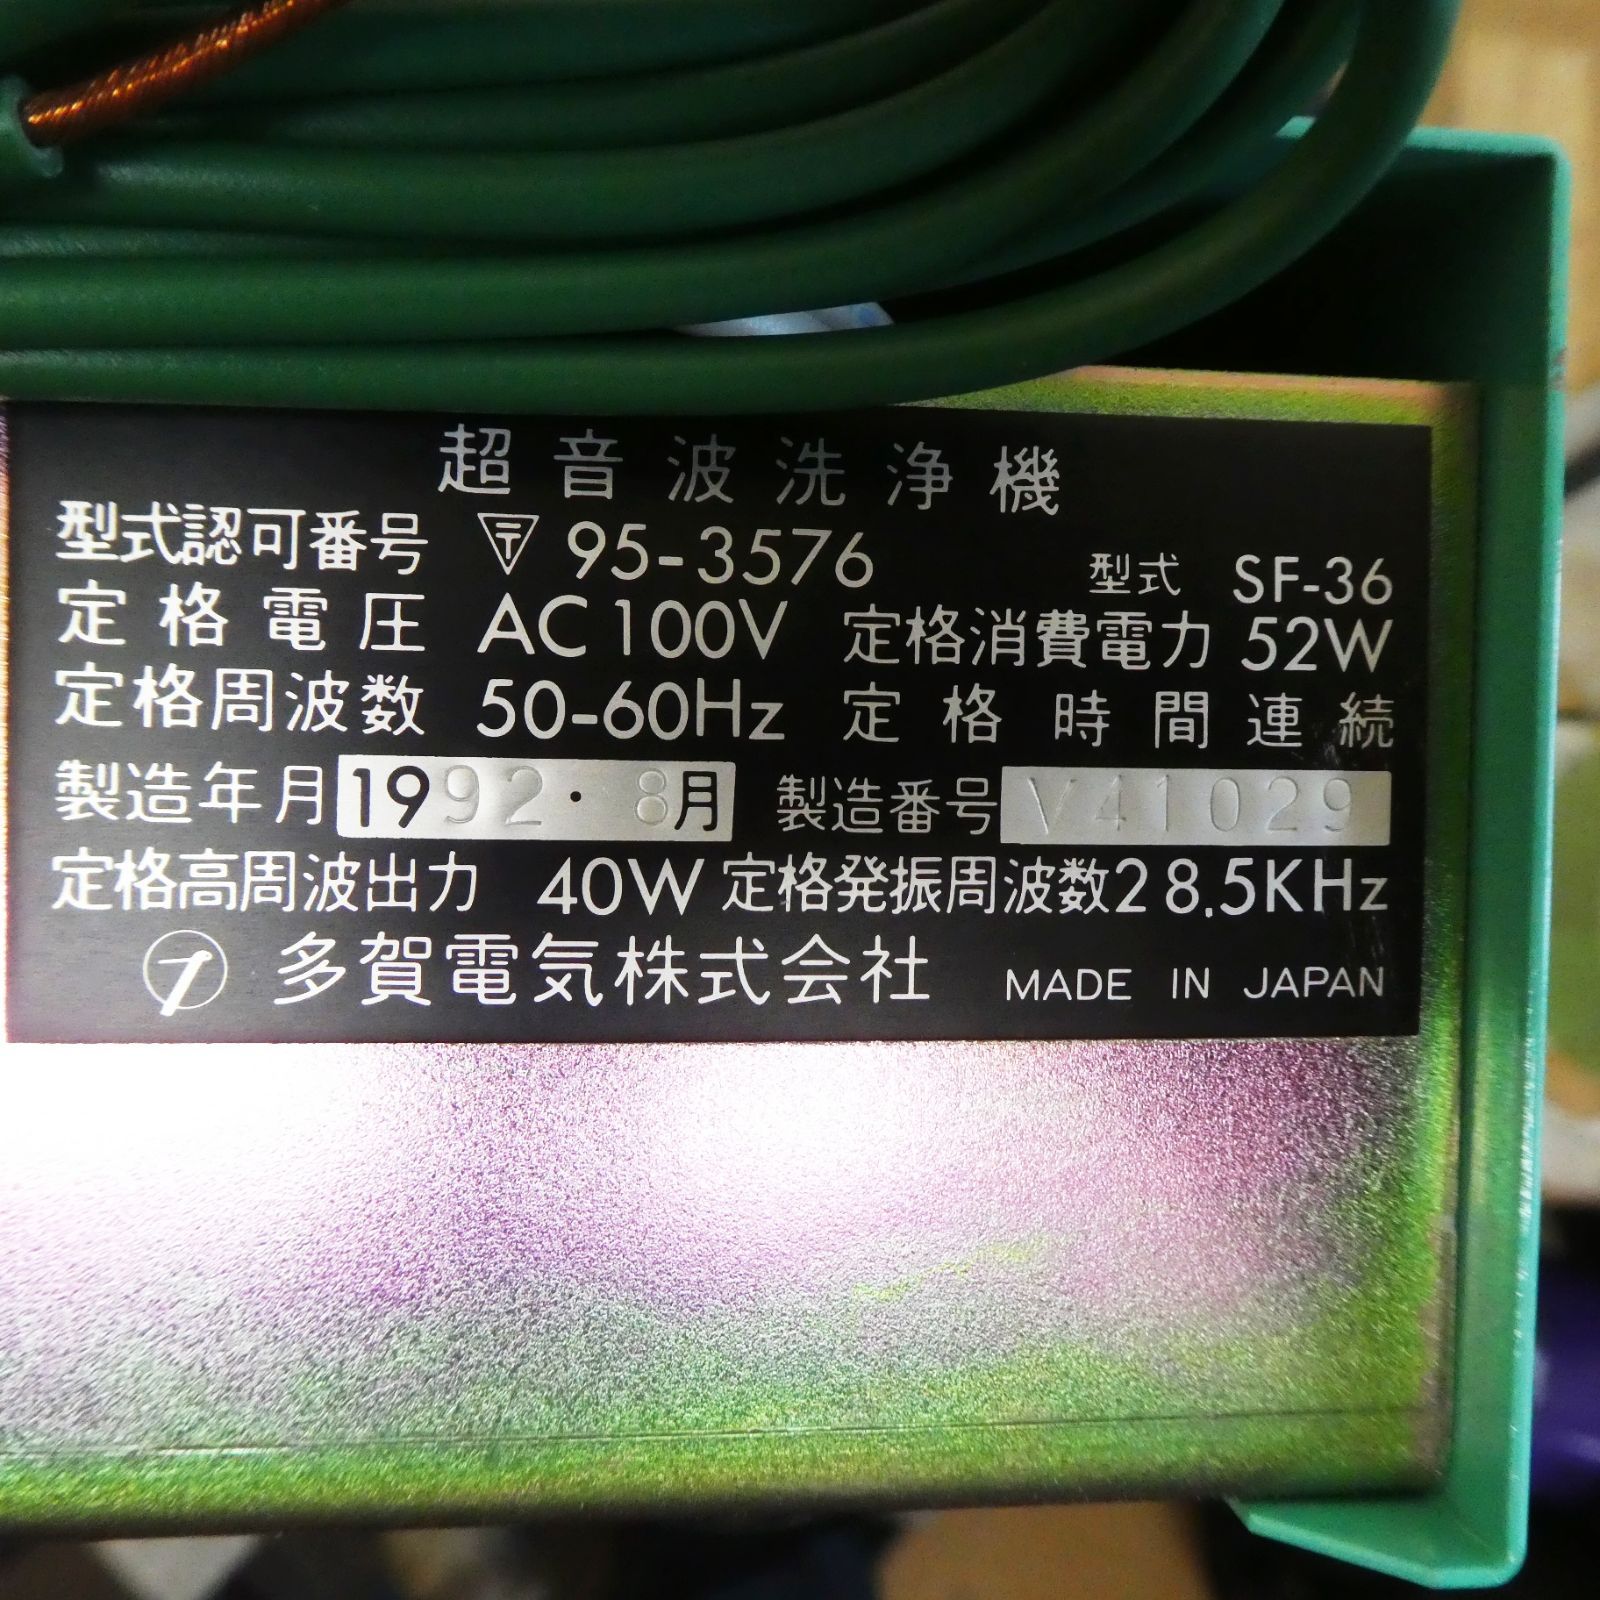 超音波洗浄機
型式認可番号 〒 95-3576 型式 SF-36
定格電圧 AC100V 定格消費電力 52W
定格周波数 50-60Hz 定格時間連続
製造年月 1992・8月 製造番号 V41029
定格高周波出力 40W 定格発振周波数28.5KHz
多賀電気株式会社 MADE IN JAPAN